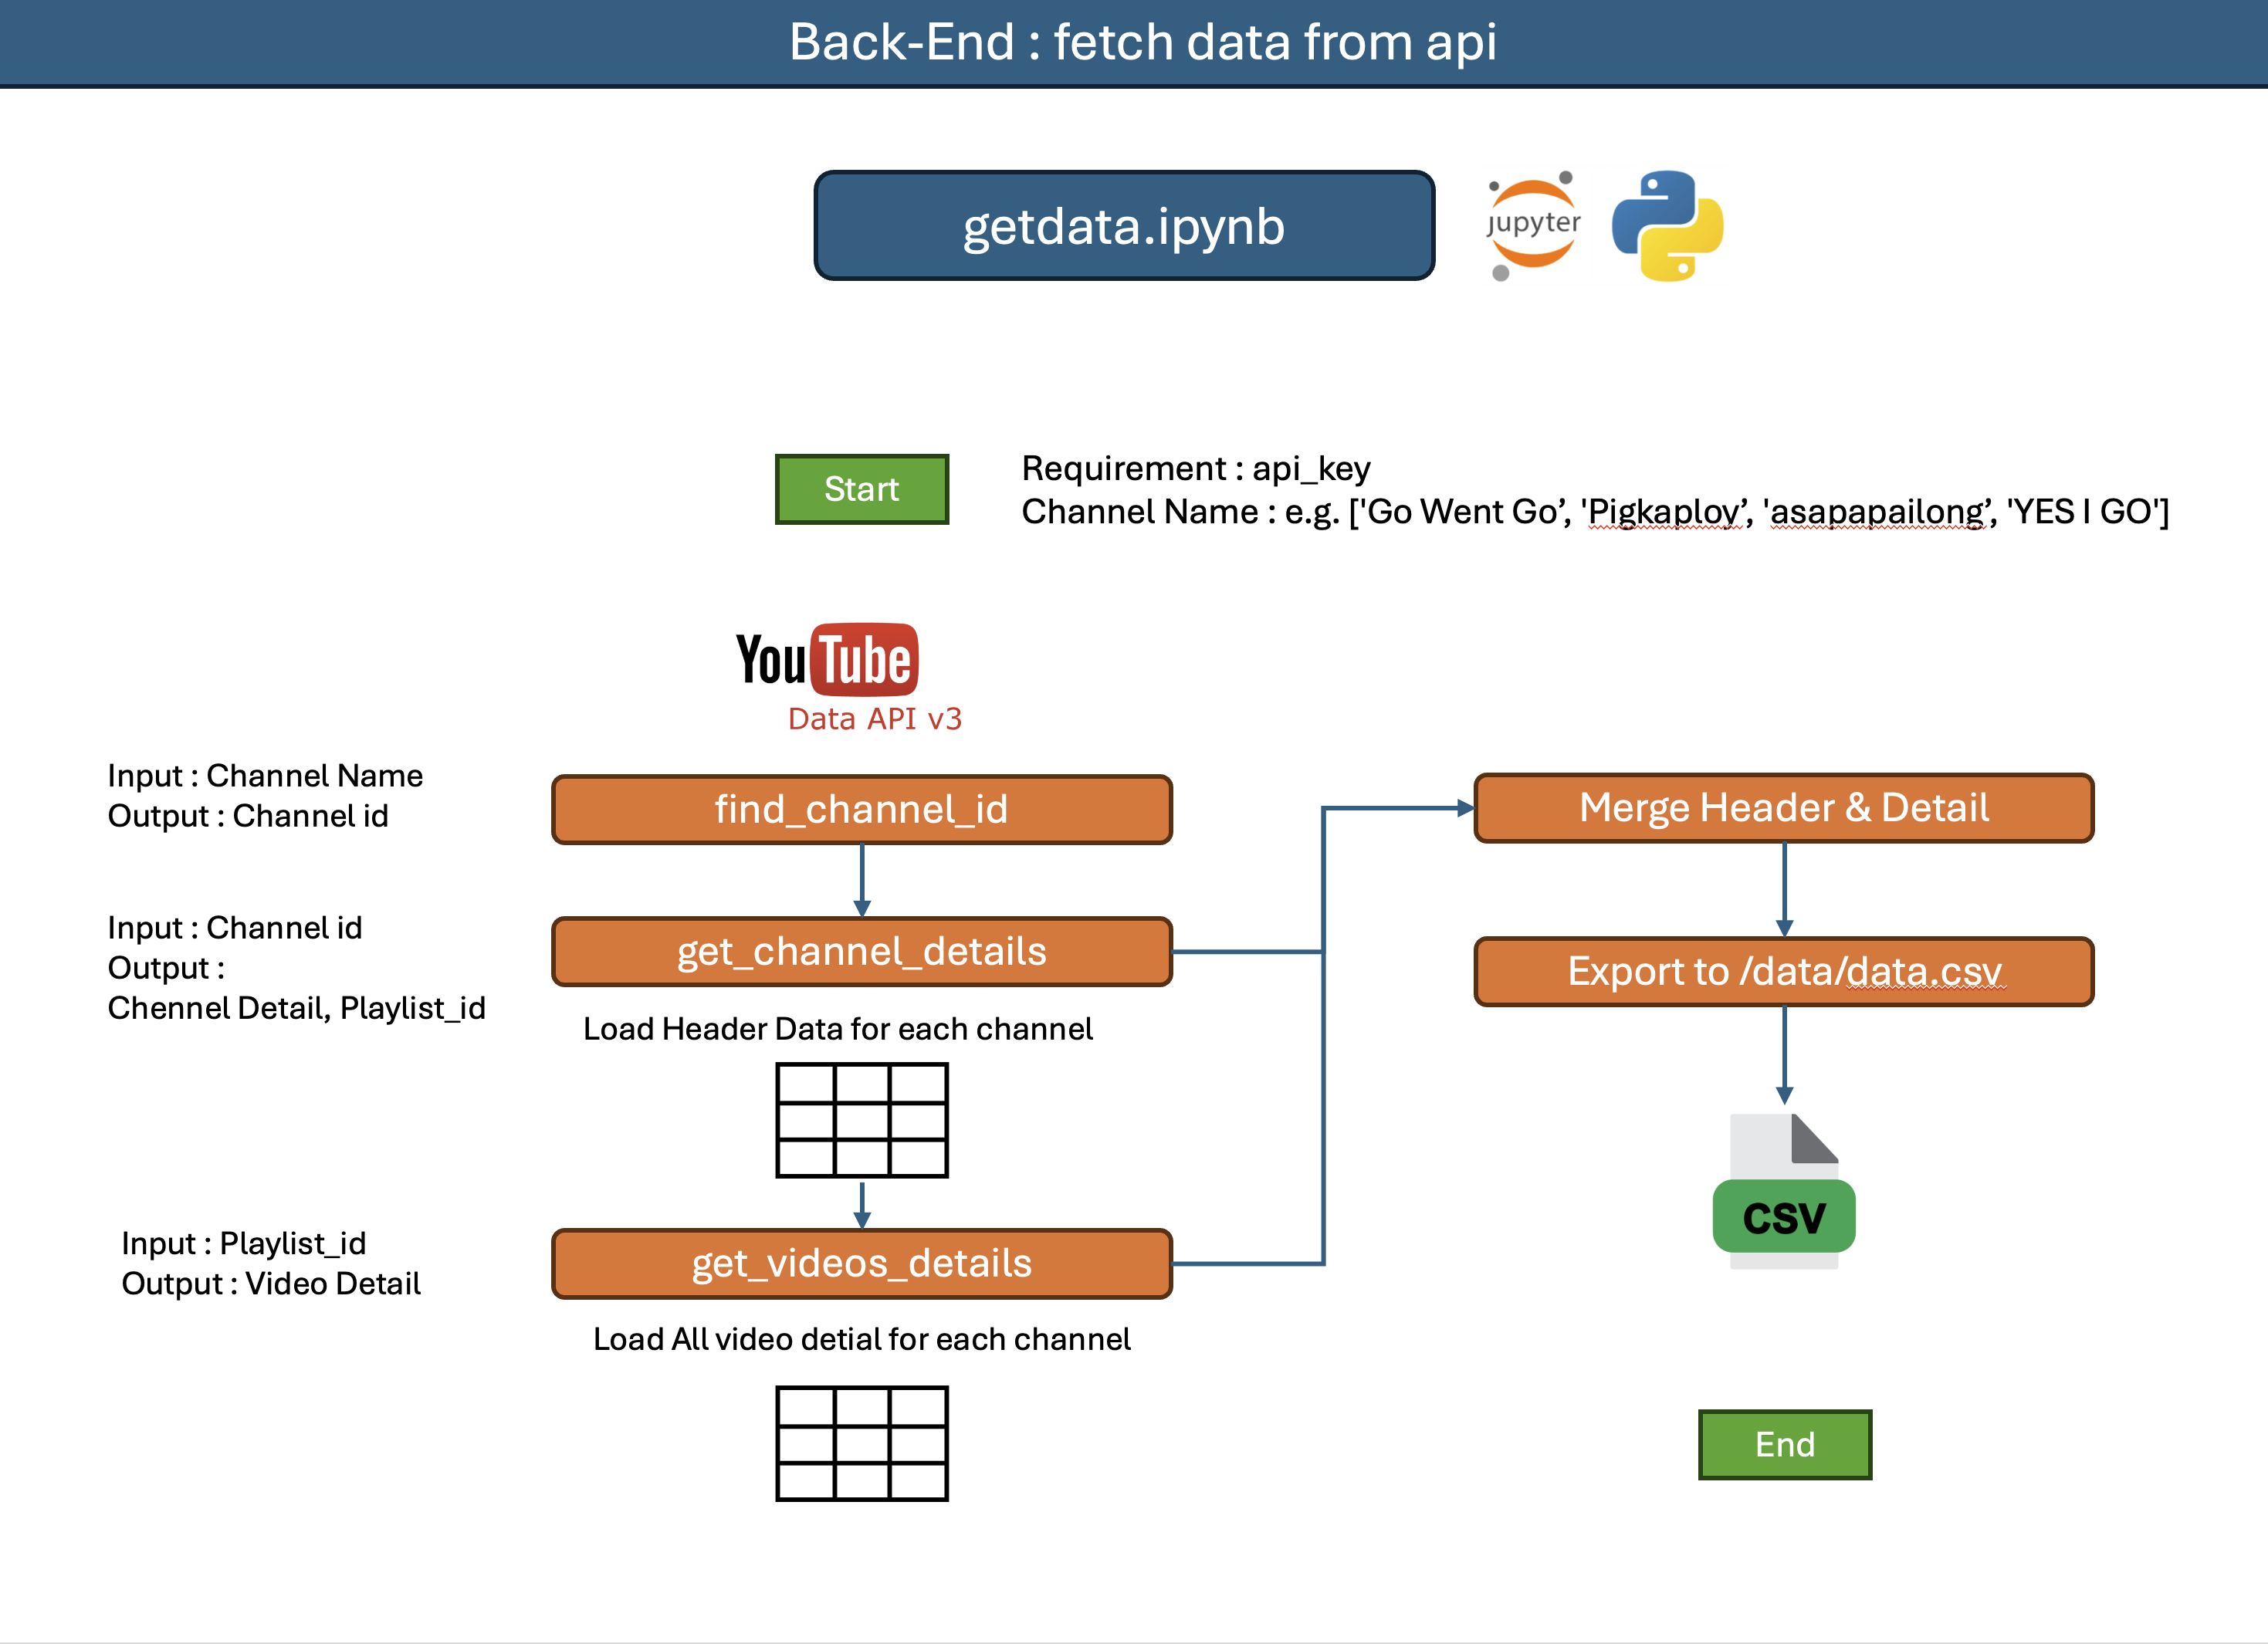 Back-End : fetch data from api
getdata.ipynb
jupyter
Start
Requirement : api_key
Channel Name : e.g. ['Go Went Go’, 'Pigkaploy’, 'asapapailong’, 'YES I GO']
YouTube
Data API v3
Input : Channel Name
Output : Channel id
find_channel_id
Merge Header & Detail
Input : Channel id
Output :
Chennel Detail, Playlist_id
get_channel_details
Export to /data/data.csv
Load Header Data for each channel
CSV
Input : Playlist_id
Output : Video Detail
get_videos_details
Load All video detial for each channel
End